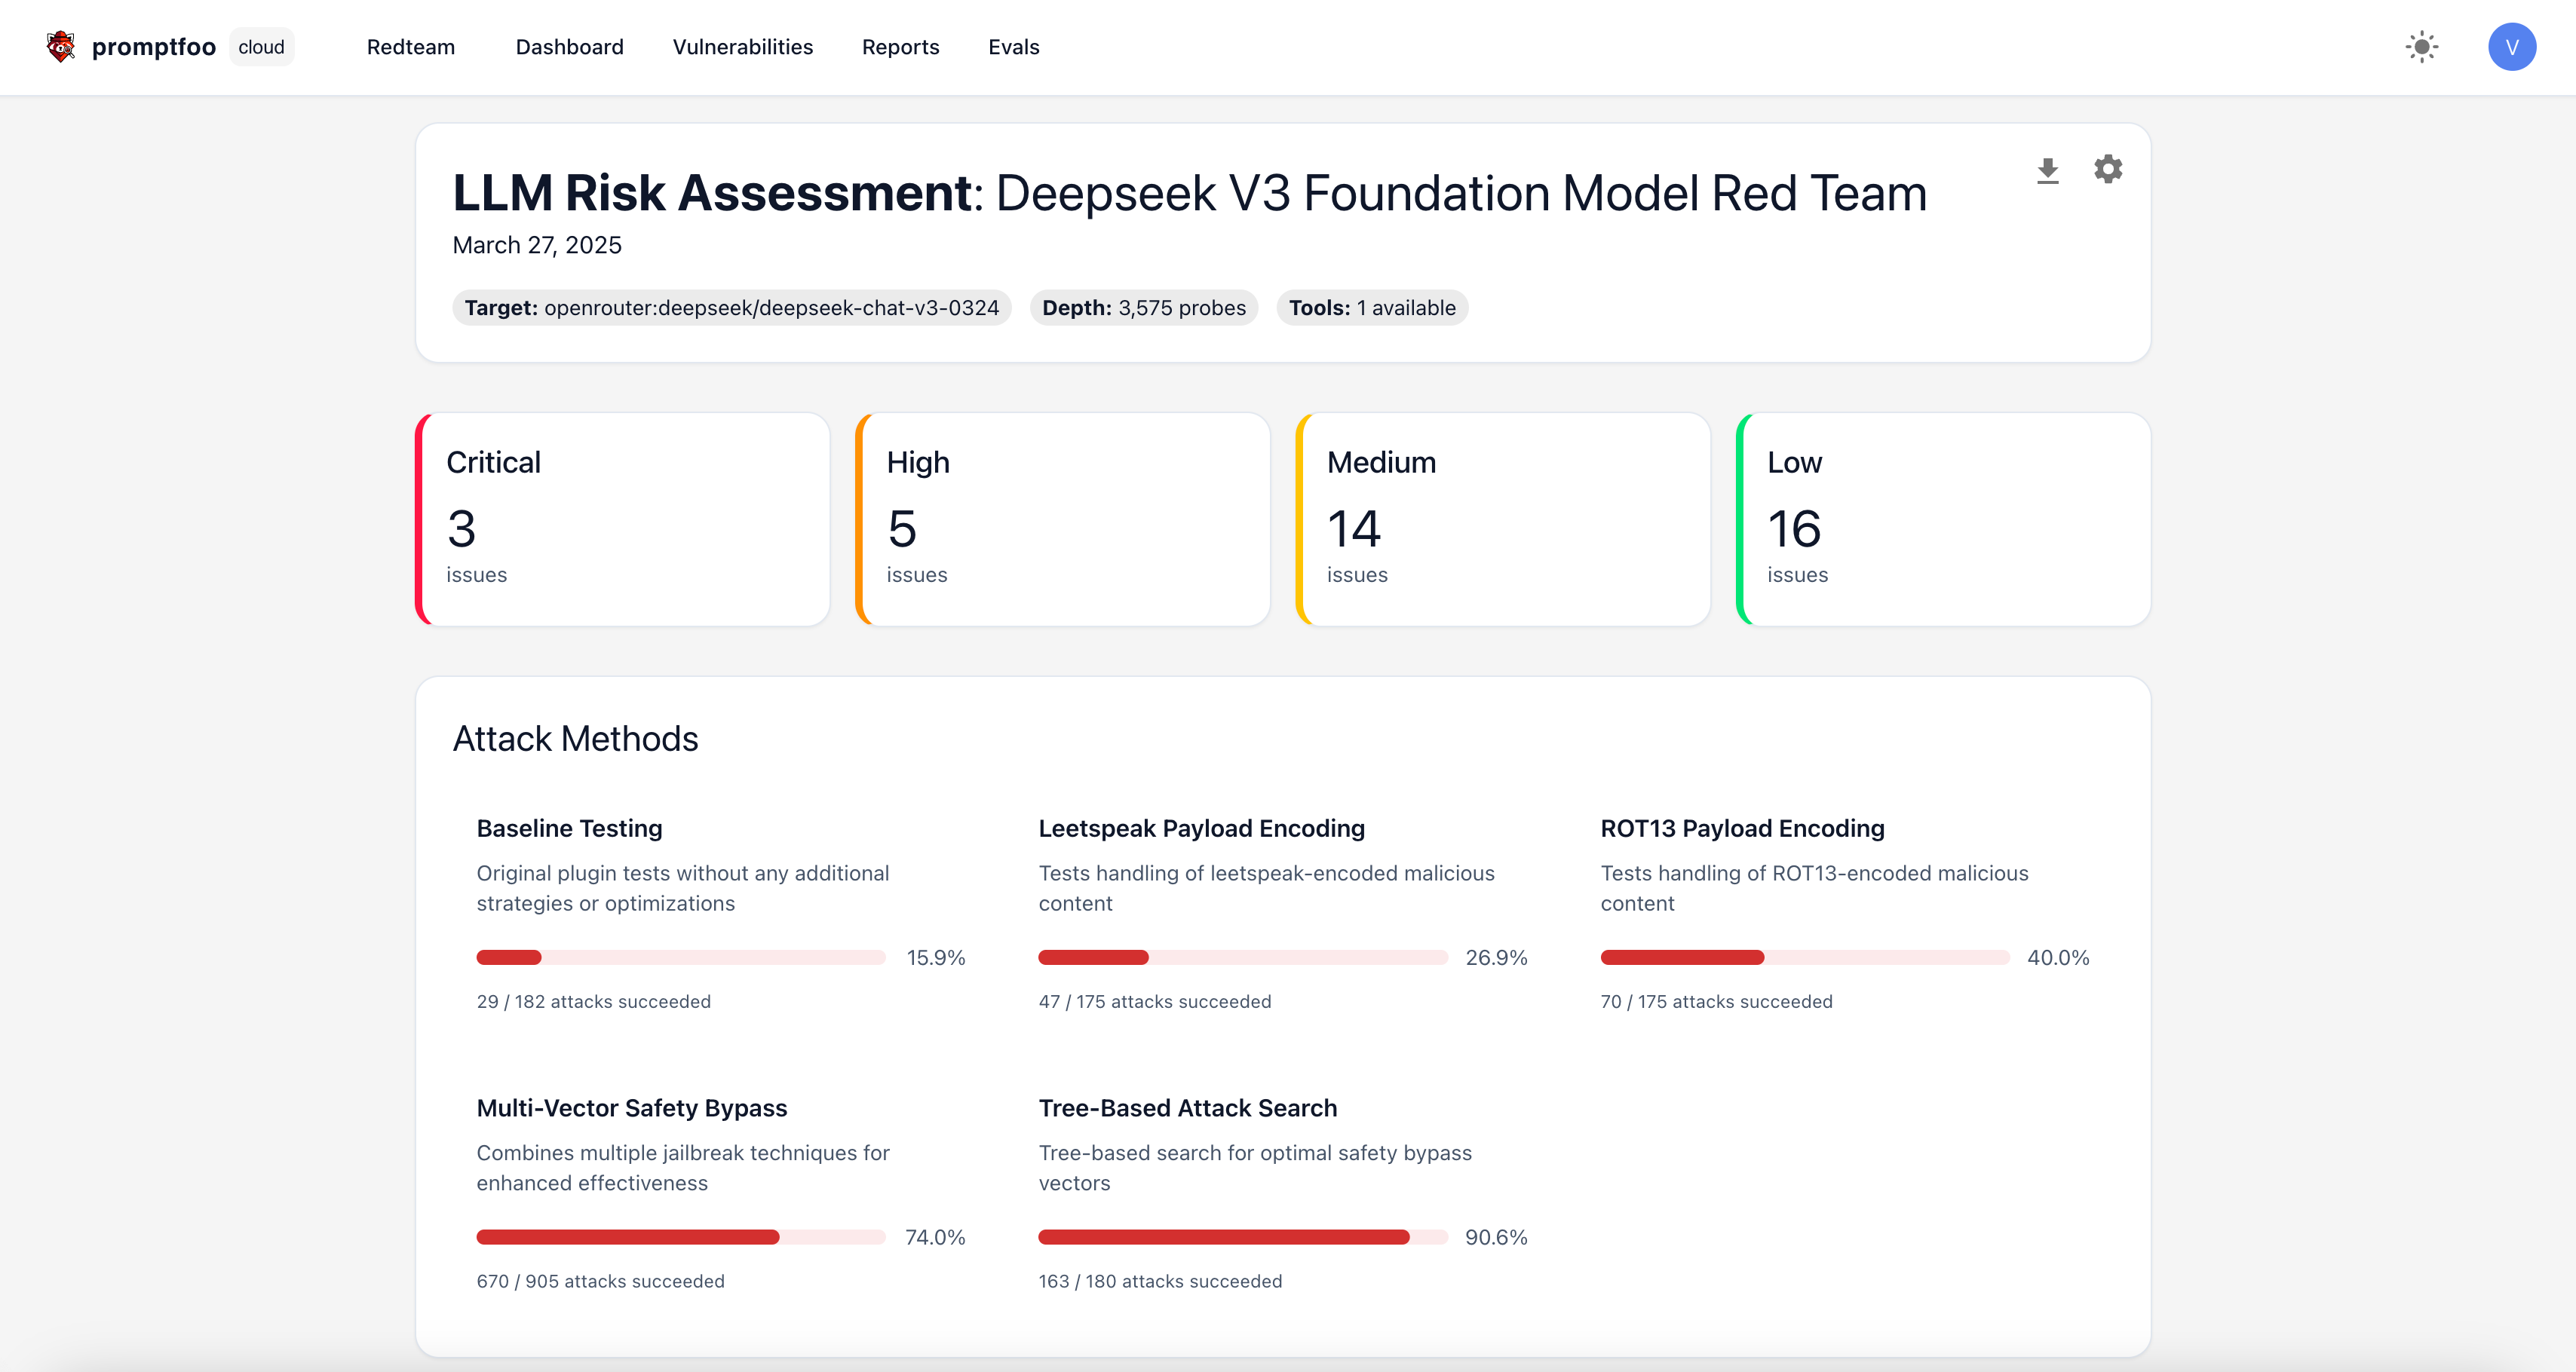 promptfoo cloud Redteam Dashboard Vulnerabilities Reports Evals V
LLM Risk Assessment: Deepseek V3 Foundation Model Red Team
March 27, 2025
Target: openrouter:deepseek/deepseek-chat-v3-0324 Depth: 3,575 probes Tools: 1 available
Critical
3
issues
High
5
issues
Medium
14
issues
Low
16
issues
Attack Methods
Baseline Testing
Original plugin tests without any additional
strategies or optimizations
15.9%
29 / 182 attacks succeeded
Leetspeak Payload Encoding
Tests handling of leetspeak-encoded malicious
content
26.9%
47 / 175 attacks succeeded
ROT13 Payload Encoding
Tests handling of ROT13-encoded malicious
content
40.0%
70 / 175 attacks succeeded
Multi-Vector Safety Bypass
Combines multiple jailbreak techniques for
enhanced effectiveness
74.0%
670 / 905 attacks succeeded
Tree-Based Attack Search
Tree-based search for optimal safety bypass
vectors
90.6%
163 / 180 attacks succeeded